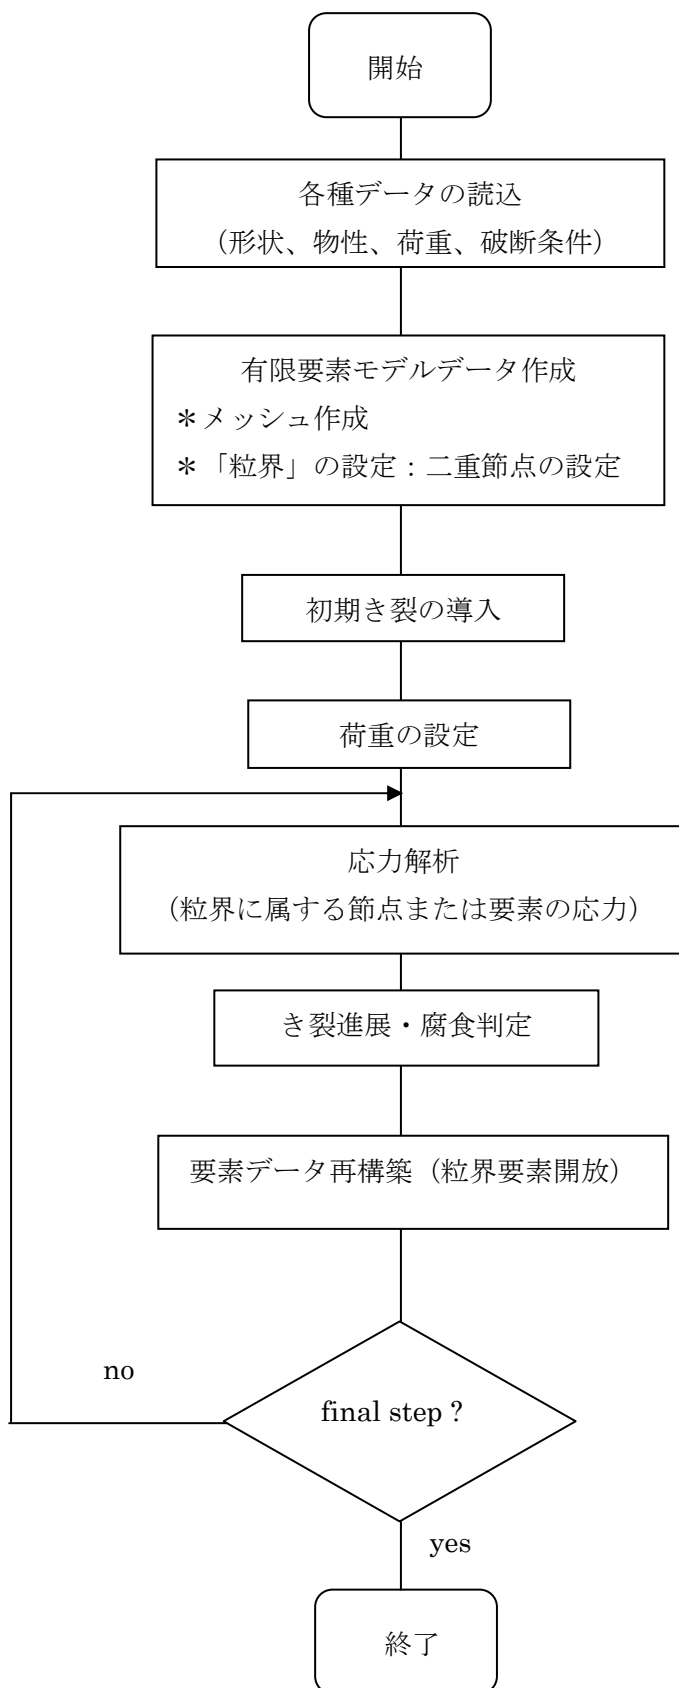 開始
各種データの読込
（形状、物性、荷重、破断条件）
有限要素モデルデータ作成
＊メッシュ作成
＊「粒界」の設定：二重節点の設定
初期き裂の導入
荷重の設定
応力解析
（粒界に属する節点または要素の応力）
き裂進展・腐食判定
要素データ再構築（粒界要素開放）
no
final step ?
yes
終了